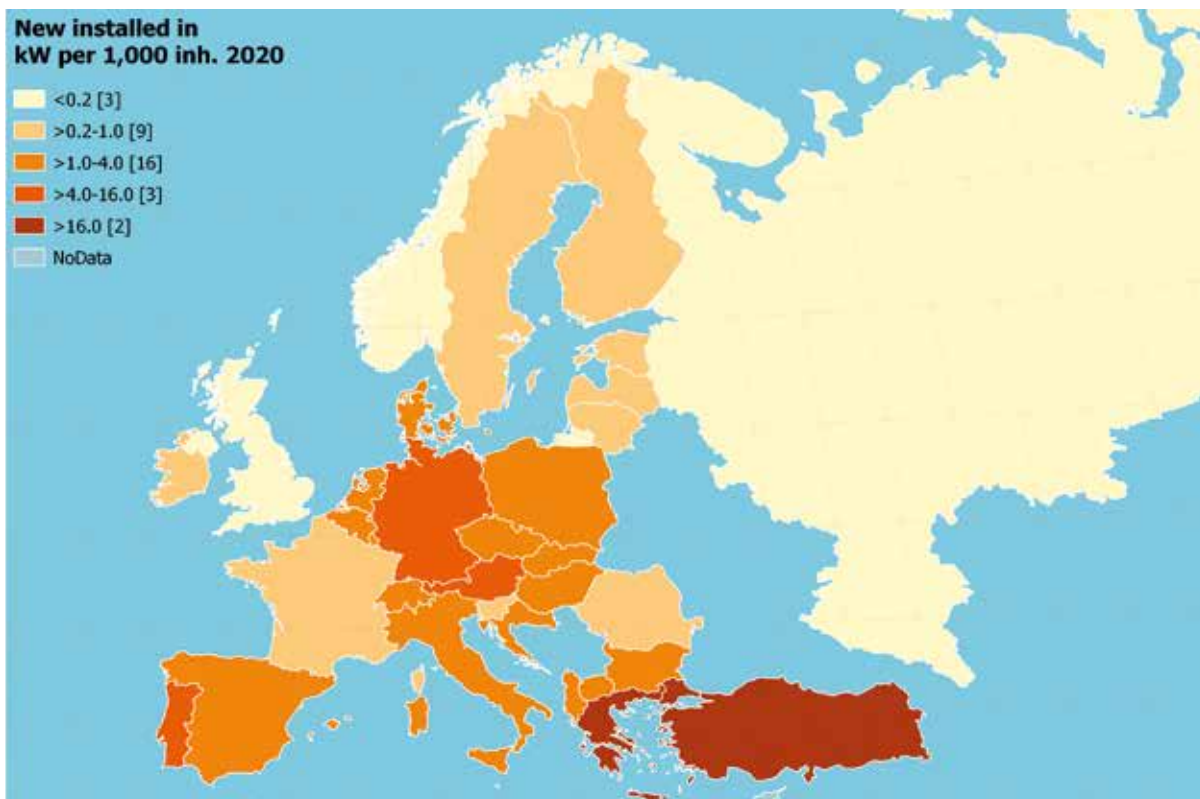 New installed in
kW per 1,000 inh. 2020
<0.2 [3]
>0.2-1.0 [9]
>1.0-4.0 [16]
>4.0-16.0 [3]
>16.0 [2]
NoData